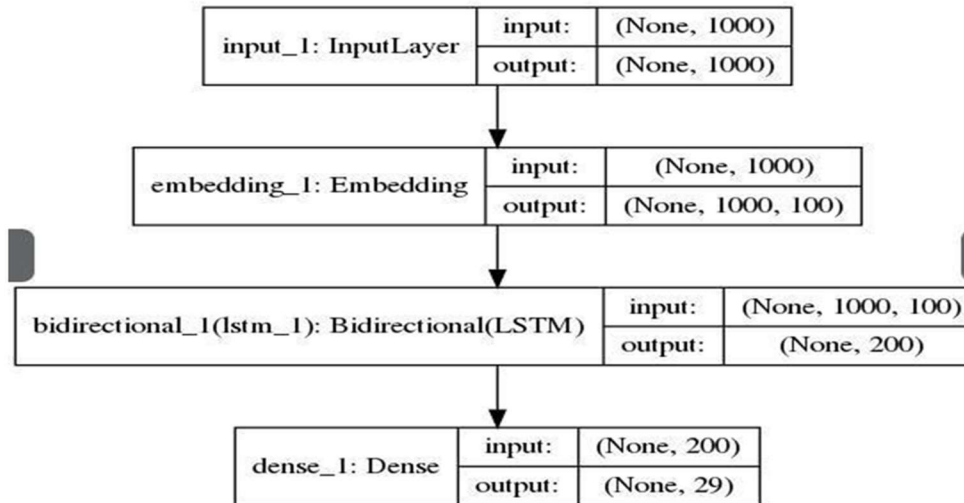 input_1: InputLayer input: (None, 1000)
output: (None, 1000)
embedding_1: Embedding input: (None, 1000)
output: (None, 1000, 100)
bidirectional_1(lstm_1): Bidirectional(LSTM) input: (None, 1000, 100)
output: (None, 200)
dense_1: Dense input: (None, 200)
output: (None, 29)